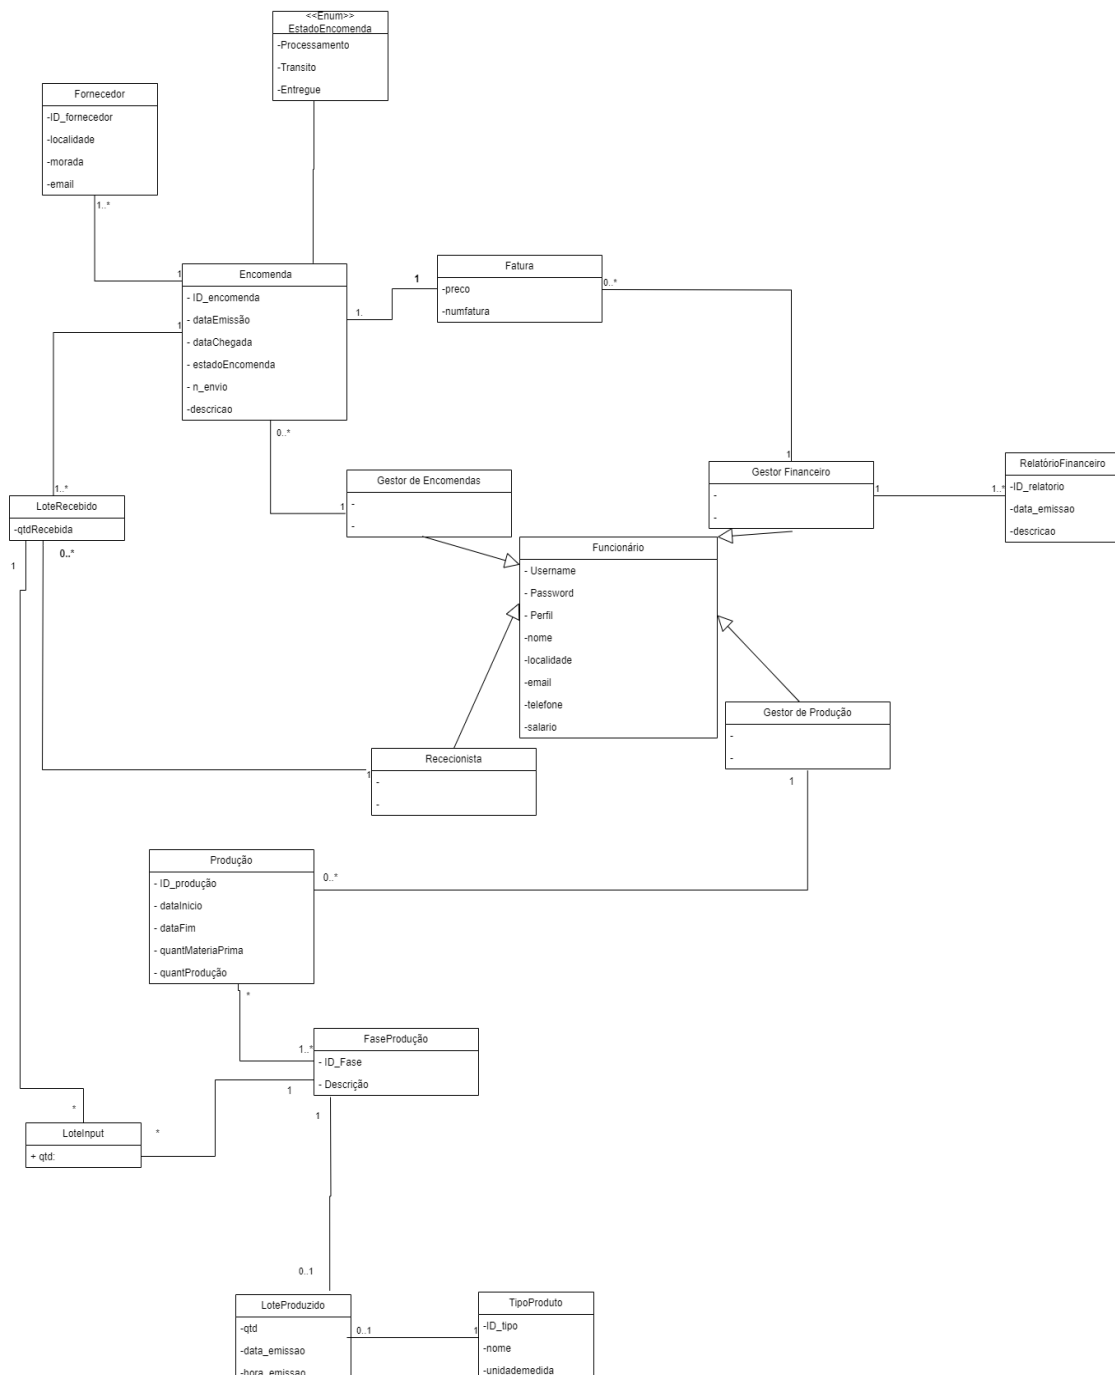 <<Enum>>
EstadoEncomenda
-Processamento
-Transito
-Entregue
Fornecedor
-ID_fornecedor
-localidade
-morada
-email
1..*
1
Encomenda
- ID_encomenda
- dataEmissão
- dataChegada
- estadoEncomenda
- n_envio
-descricao
1
1.
1
Fatura
-preco
-numfatura
0..*
0..*
1
Gestor de Encomendas
-
-
1
Gestor Financeiro
-
-
1
1..*
RelatórioFinanceiro
-ID_relatorio
-data_emissao
-descricao
1..*
LoteRecebido
-qtdRecebida
0..*
1
Funcionário
- Username
- Password
- Perfil
-nome
-localidade
-email
-telefone
-salario
Gestor de Produção
-
-
1
1
Rececionista
-
-
Produção
- ID_produção
- dataInicio
- dataFim
- quantMateriaPrima
- quantProdução
0..*
*
1..*
FaseProdução
- ID_Fase
- Descrição
1
1
*
LoteInput
+ qtd:
*
0..1
LoteProduzido
-qtd
-data_emissao
-hora_emissao
0..1
1
TipoProduto
-ID_tipo
-nome
-unidademedida